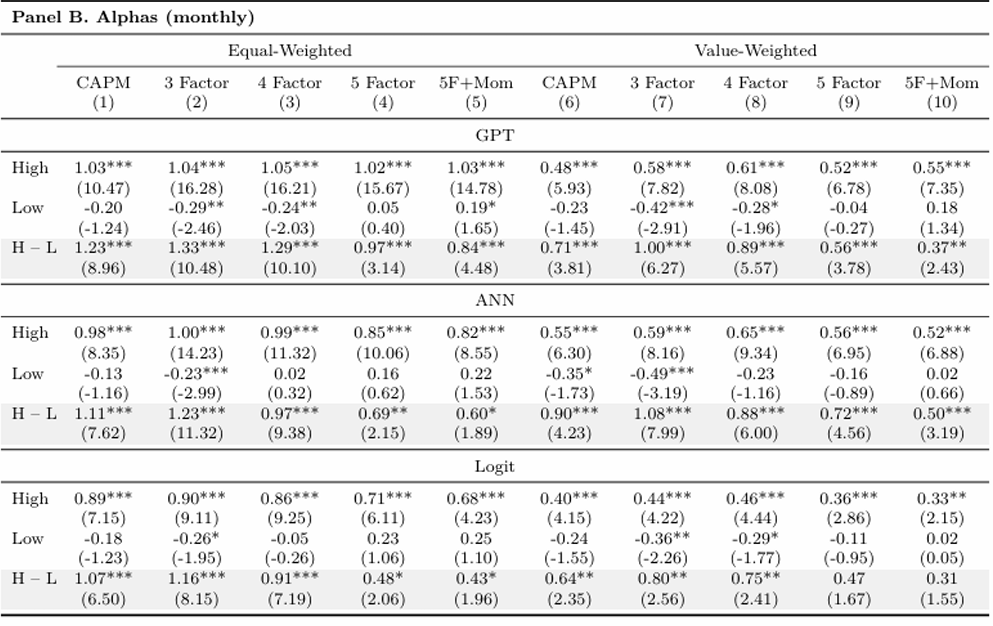 Panel B. Alphas (monthly)
Equal-Weighted Value-Weighted
CAPM 3 Factor 4 Factor 5 Factor 5F+Mom CAPM 3 Factor 4 Factor 5 Factor 5F+Mom
(1) (2) (3) (4) (5) (6) (7) (8) (9) (10)
GPT
High 1.03*** 1.04*** 1.05*** 1.02*** 1.03*** 0.48*** 0.58*** 0.61*** 0.52*** 0.55***
(10.47) (16.28) (16.21) (15.67) (14.78) (5.93) (7.82) (8.08) (6.78) (7.35)
Low -0.20 -0.29** -0.24** 0.05 0.19* -0.23 -0.42*** -0.28* -0.04 0.18
(-1.24) (-2.46) (-2.03) (0.40) (1.65) (-1.45) (-2.91) (-1.96) (-0.27) (1.34)
H – L 1.23*** 1.33*** 1.29*** 0.97*** 0.84*** 0.71*** 1.00*** 0.89*** 0.56*** 0.37**
(8.96) (10.48) (10.10) (3.14) (4.48) (3.81) (6.27) (5.57) (3.78) (2.43)
ANN
High 0.98*** 1.00*** 0.99*** 0.85*** 0.82*** 0.55*** 0.59*** 0.65*** 0.56*** 0.52***
(8.35) (14.23) (11.32) (10.06) (8.55) (6.30) (8.16) (9.34) (6.95) (6.88)
Low -0.13 -0.23*** 0.02 0.16 0.22 -0.35* -0.49*** -0.23 -0.16 0.02
(-1.16) (-2.99) (0.32) (0.62) (1.53) (-1.73) (-3.19) (-1.16) (-0.89) (0.66)
H – L 1.11*** 1.23*** 0.97*** 0.69** 0.60* 0.90*** 1.08*** 0.88*** 0.72*** 0.50***
(7.62) (11.32) (9.38) (2.15) (1.89) (4.23) (7.99) (6.00) (4.56) (3.19)
Logit
High 0.89*** 0.90*** 0.86*** 0.71*** 0.68*** 0.40*** 0.44*** 0.46*** 0.36*** 0.33**
(7.15) (9.11) (9.25) (6.11) (4.23) (4.15) (4.22) (4.44) (2.86) (2.15)
Low -0.18 -0.26* -0.05 0.23 0.25 -0.24 -0.36** -0.29* -0.11 0.02
(-1.23) (-1.95) (-0.26) (1.06) (1.10) (-1.55) (-2.26) (-1.77) (-0.95) (0.05)
H – L 1.07*** 1.16*** 0.91*** 0.48* 0.43* 0.64** 0.80** 0.75** 0.47 0.31
(6.50) (8.15) (7.19) (2.06) (1.96) (2.35) (2.56) (2.41) (1.67) (1.55)